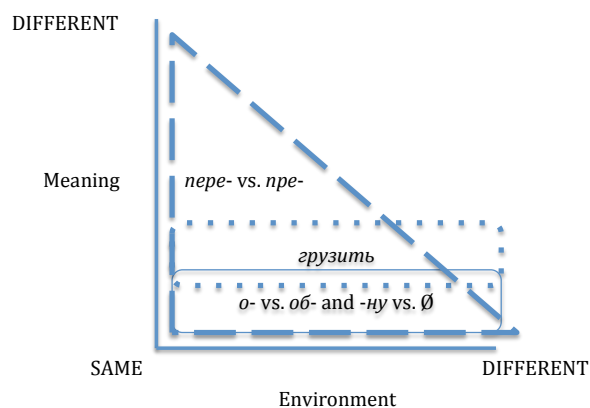 DIFFERENT
Meaning
пере- vs. пре-
грузить
о- vs. об- and -ну vs. Ø
SAME
DIFFERENT
Environment